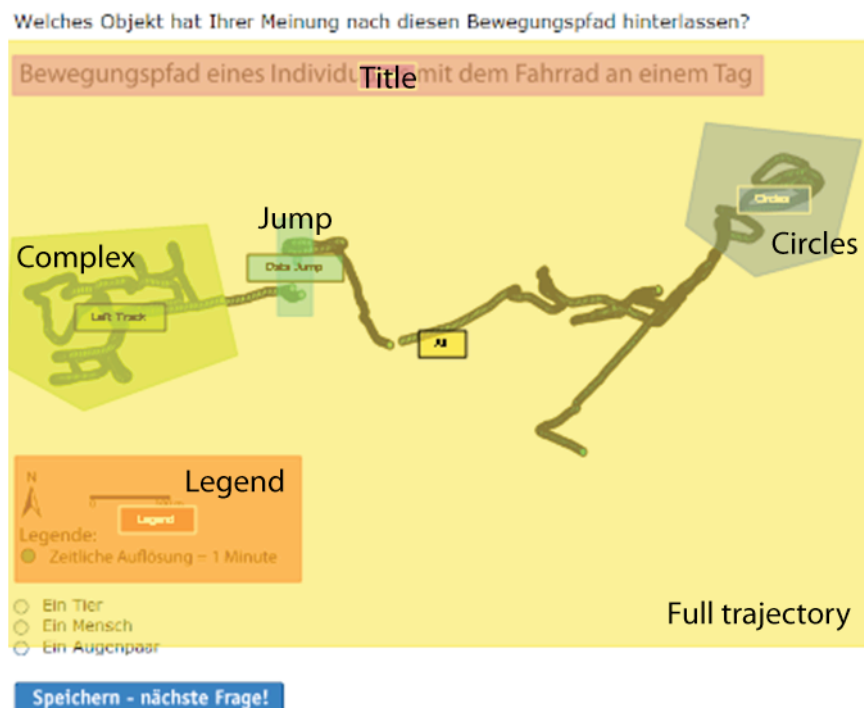 Welches Objekt hat Ihrer Meinung nach diesen Bewegungspfad hinterlassen?
Bewegungspfad eines Individu mit dem Fahrrad an einem Tag
Title
Jump
Complex
Data Jump
Circles
Circles
Left Track
All
N
0
Legend
Legend
Legende:
Zeitliche Auflösung = 1 Minute
Ein Tier
Ein Mensch
Ein Augenpaar
Full trajectory
Speichern - nächste Frage!